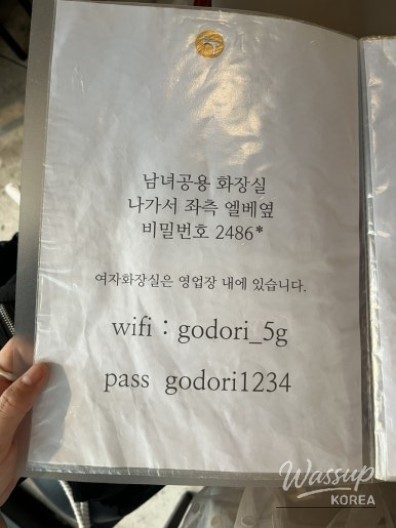 남녀공용 화장실
나가서 좌측 엘베옆
비밀번호 2486*
여자화장실은 영업장 내에 있습니다.
wifi : godori_5g
pass godori1234
Wassup
KOREA